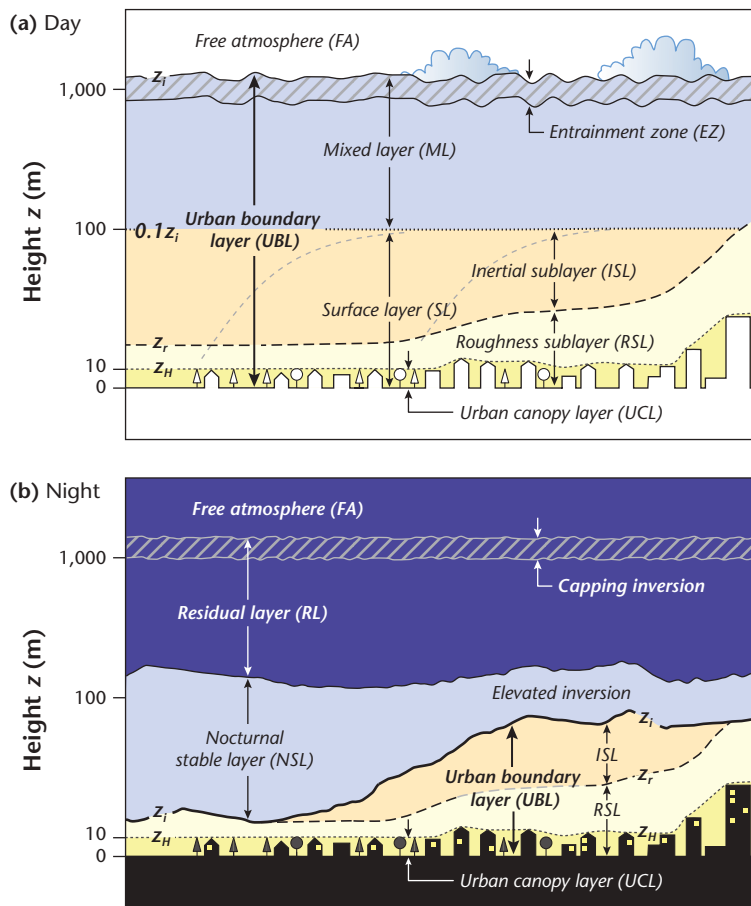 (a) Day
Free atmosphere (FA)
z_i
1,000
Entrainment zone (EZ)
Mixed layer (ML)
Height z (m)
100
0.1z_i
Urban boundary
layer (UBL)
Inertial sublayer (ISL)
Surface layer (SL)
z_r
Roughness sublayer (RSL)
10
z_H
0
Urban canopy layer (UCL)
(b) Night
Free atmosphere (FA)
1,000
Capping inversion
Residual layer (RL)
Height z (m)
100
Elevated inversion
z_i
Nocturnal
stable layer (NSL)
ISL
Urban boundary
layer (UBL)
z_r
z_i
RSL
10
z_H
z_H
0
Urban canopy layer (UCL)